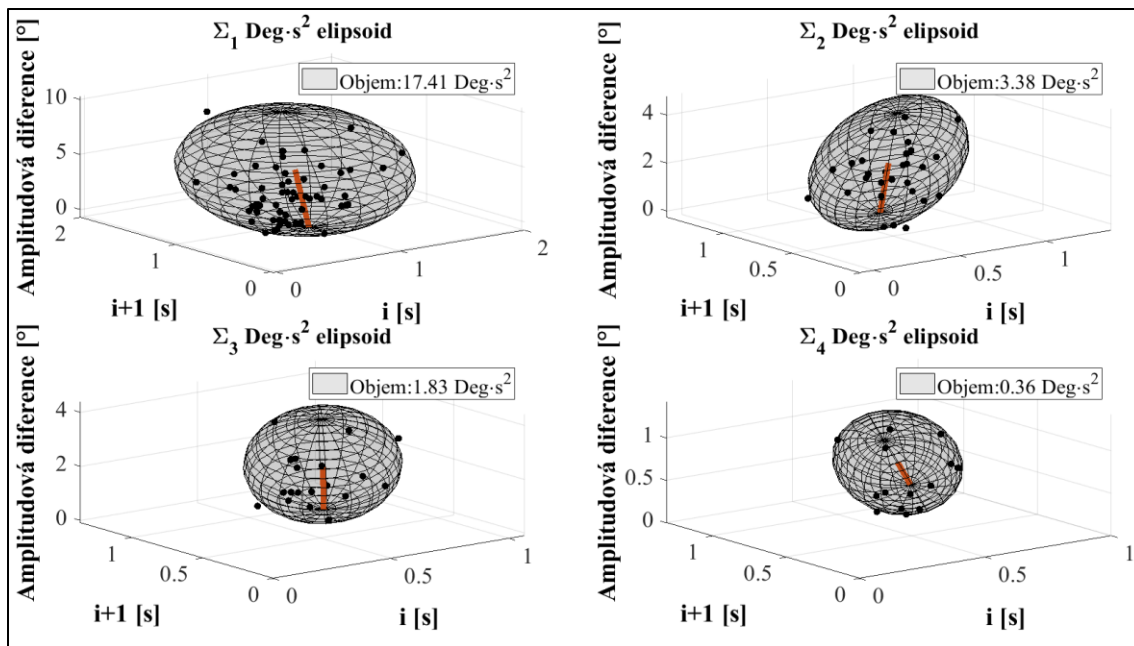 Σ₁ Deg·s² elipsoid
Objem:17.41 Deg·s²
Amplitudová diference [°]
10
5
0
2
1
0
0
1
2
i+1 [s]
i [s]
Σ₂ Deg·s² elipsoid
Objem:3.38 Deg·s²
Amplitudová diference [°]
4
2
0
1
0.5
0
0
0.5
1
i+1 [s]
i [s]
Σ₃ Deg·s² elipsoid
Objem:1.83 Deg·s²
Amplitudová diference [°]
4
2
0
1
0.5
0
0
0.5
1
i+1 [s]
i [s]
Σ₄ Deg·s² elipsoid
Objem:0.36 Deg·s²
Amplitudová diference [°]
1
0.5
0
1
0.5
0
0
0.5
1
i+1 [s]
i [s]